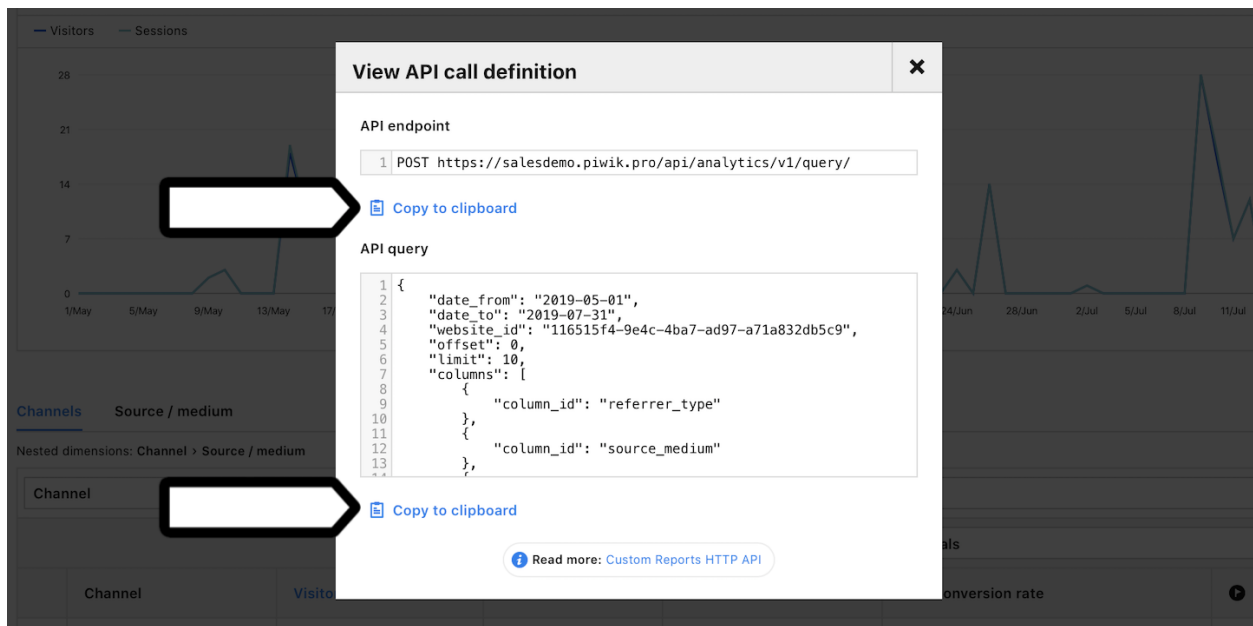 Visitors Sessions
View API call definition
28
API endpoint
21
1 POST https://salesdemo.piwik.pro/api/analytics/v1/query/
14
Copy to clipboard
7
API query
1 {
2 "date_from": "2019-05-01",
3 "date_to": "2019-07-31",
4 "website_id": "116515f4-9e4c-4ba7-ad97-a71a832db5c9",
5 "offset": 0,
6 "limit": 10,
7 "columns": [
8 {
9 "column_id": "referrer_type"
10 },
11 {
12 "column_id": "source_medium"
13 },
0
1/May 5/May 9/May 13/May 24/Jun 28/Jun 2/Jul 5/Jul 8/Jul 11/Jul
Channels Source / medium
Nested dimensions: Channel › Source / medium
Channel
Copy to clipboard
Read more: Custom Reports HTTP API
Channel